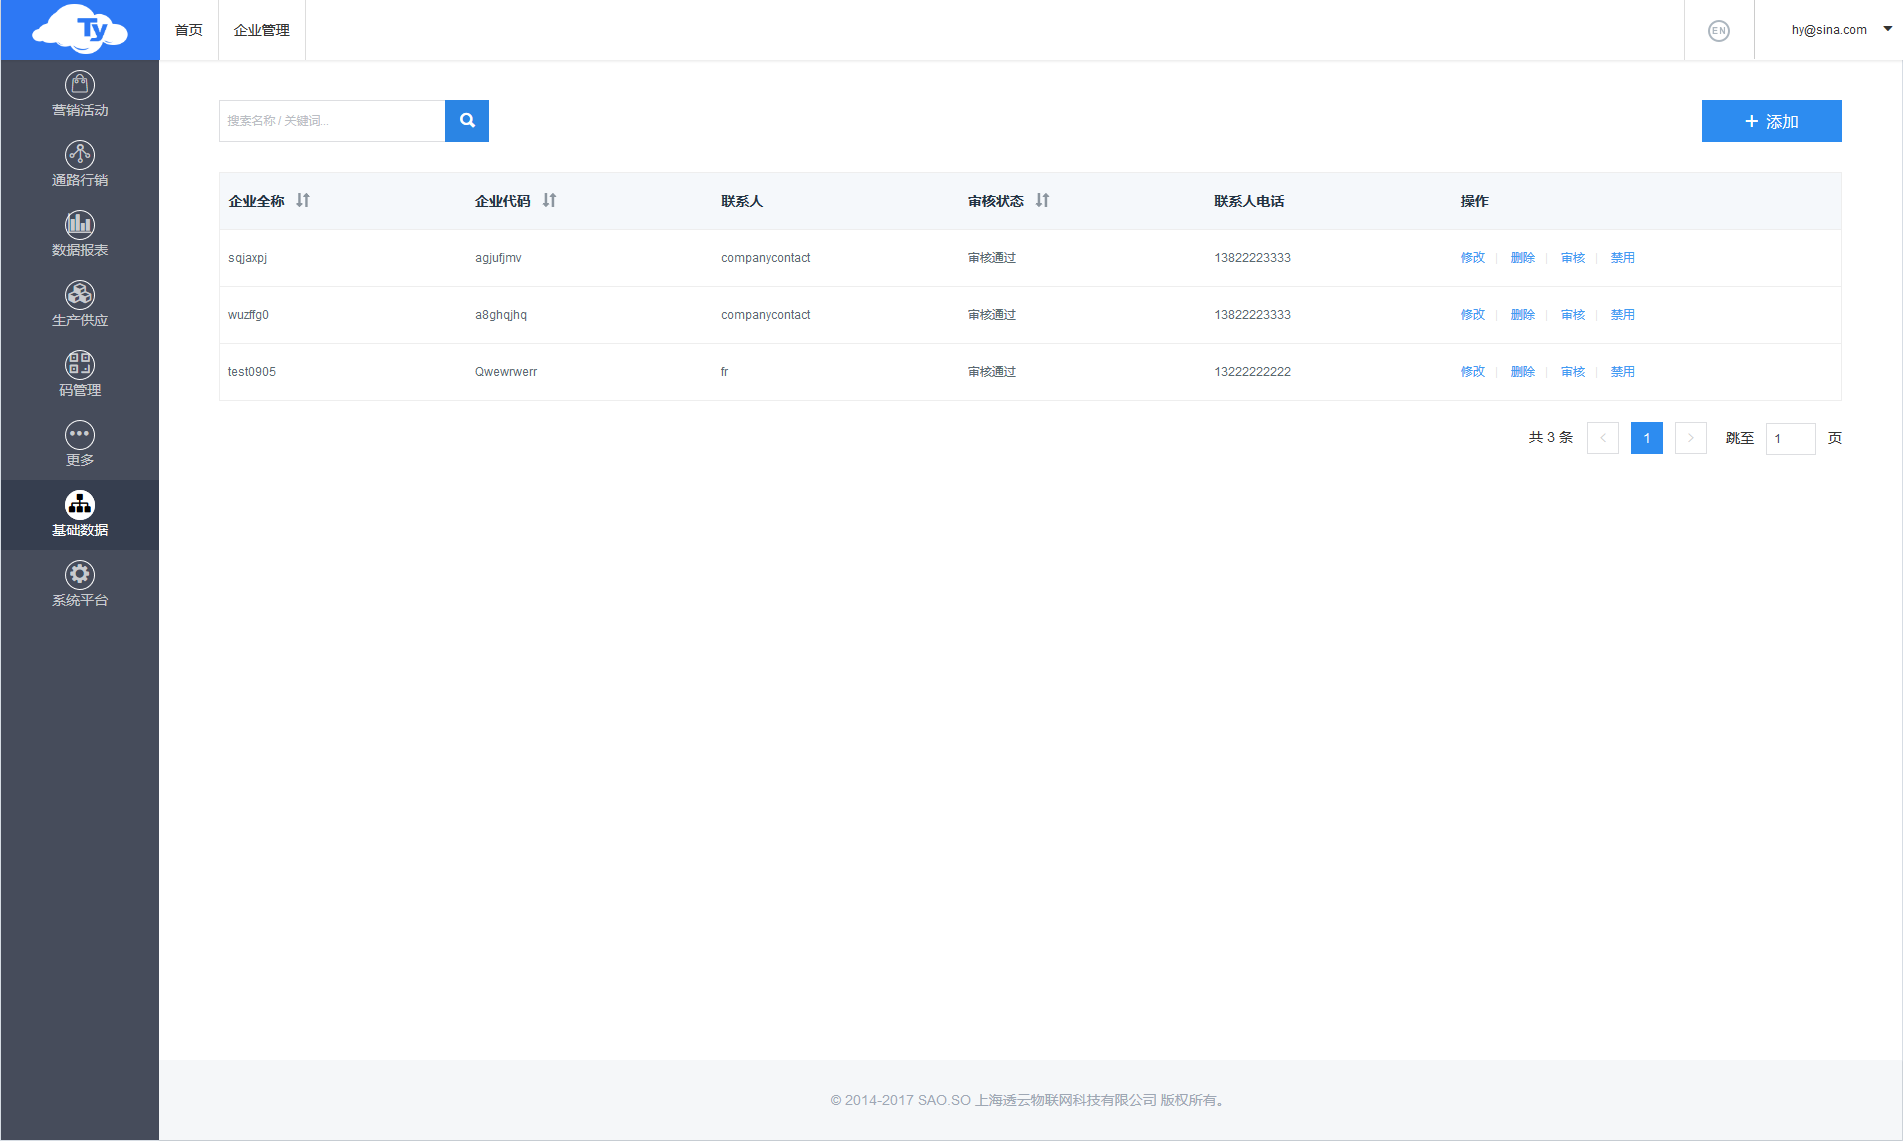 Ty
首页 企业管理 EN hy@sina.com
营销活动
通路行销
数据报表
生产供应
码管理
更多
基础数据
系统平台
搜索名称 / 关键词... 添加
企业全称 企业代码 联系人 审核状态 联系人电话 操作
sqjaxpj agjufjmv companycontact 审核通过 13822223333 修改 删除 审核 禁用
wuzffg0 a8ghqjhq companycontact 审核通过 13822223333 修改 删除 审核 禁用
test0905 Qwewrwerr fr 审核通过 13222222222 修改 删除 审核 禁用
共 3 条 < 1 > 跳至 1 页
© 2014-2017 SAO.SO 上海透云物联网科技有限公司 版权所有。